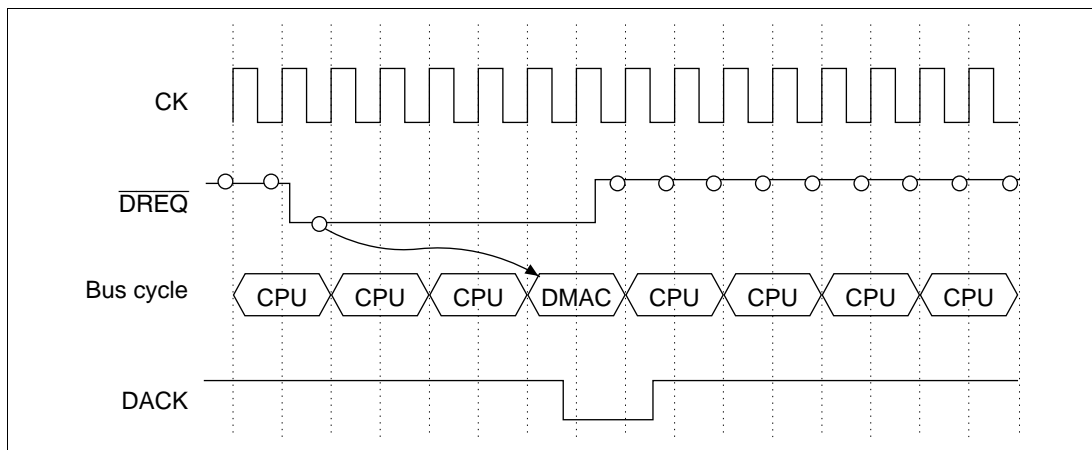 CK
DREQ
Bus cycle CPU CPU CPU DMAC CPU CPU CPU CPU
DACK